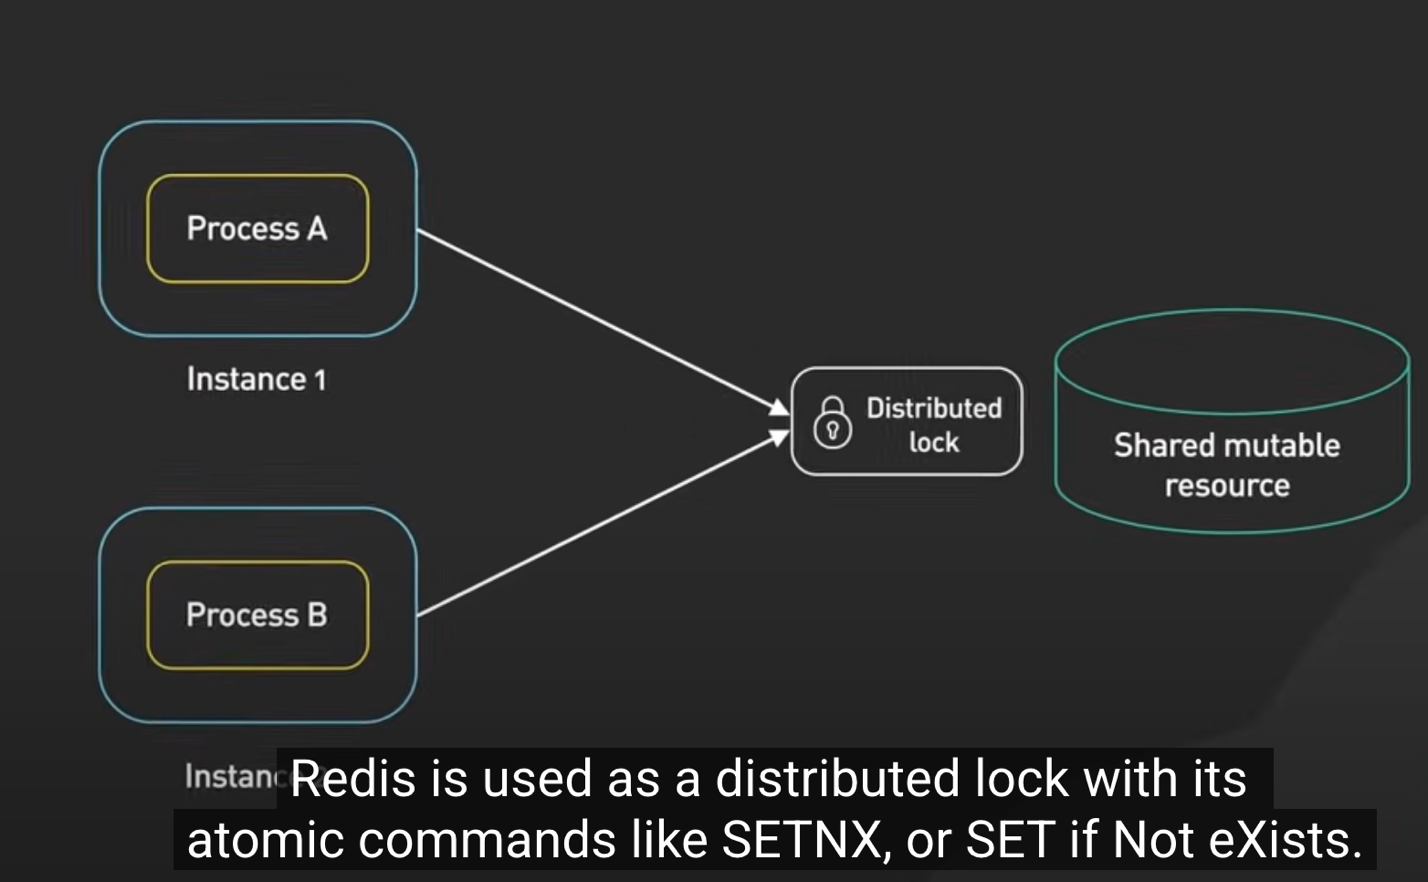 Process A
Instance 1
Distributed
lock
Shared mutable
resource
Process B
Redis is used as a distributed lock with its
atomic commands like SETNX, or SET if Not eXists.